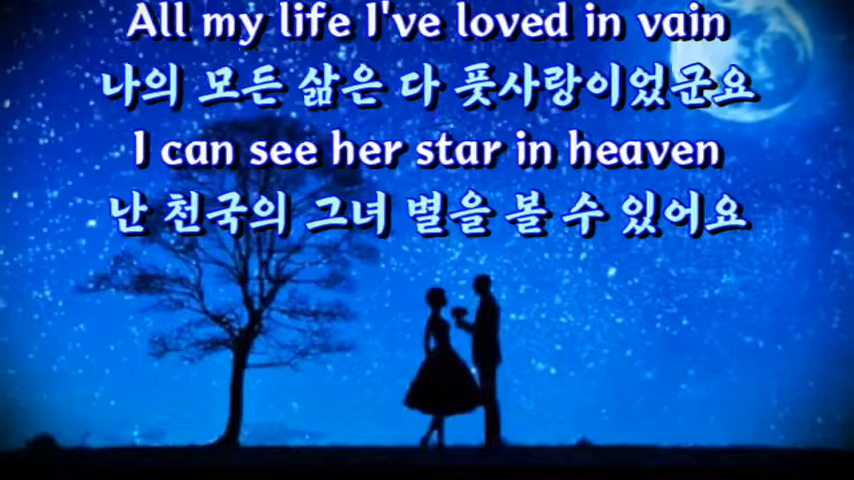 All my life I've loved in vain
나의 모든 삶은 다 풋사랑이었군요
I can see her star in heaven
난 천국의 그녀 별을 볼 수 있어요